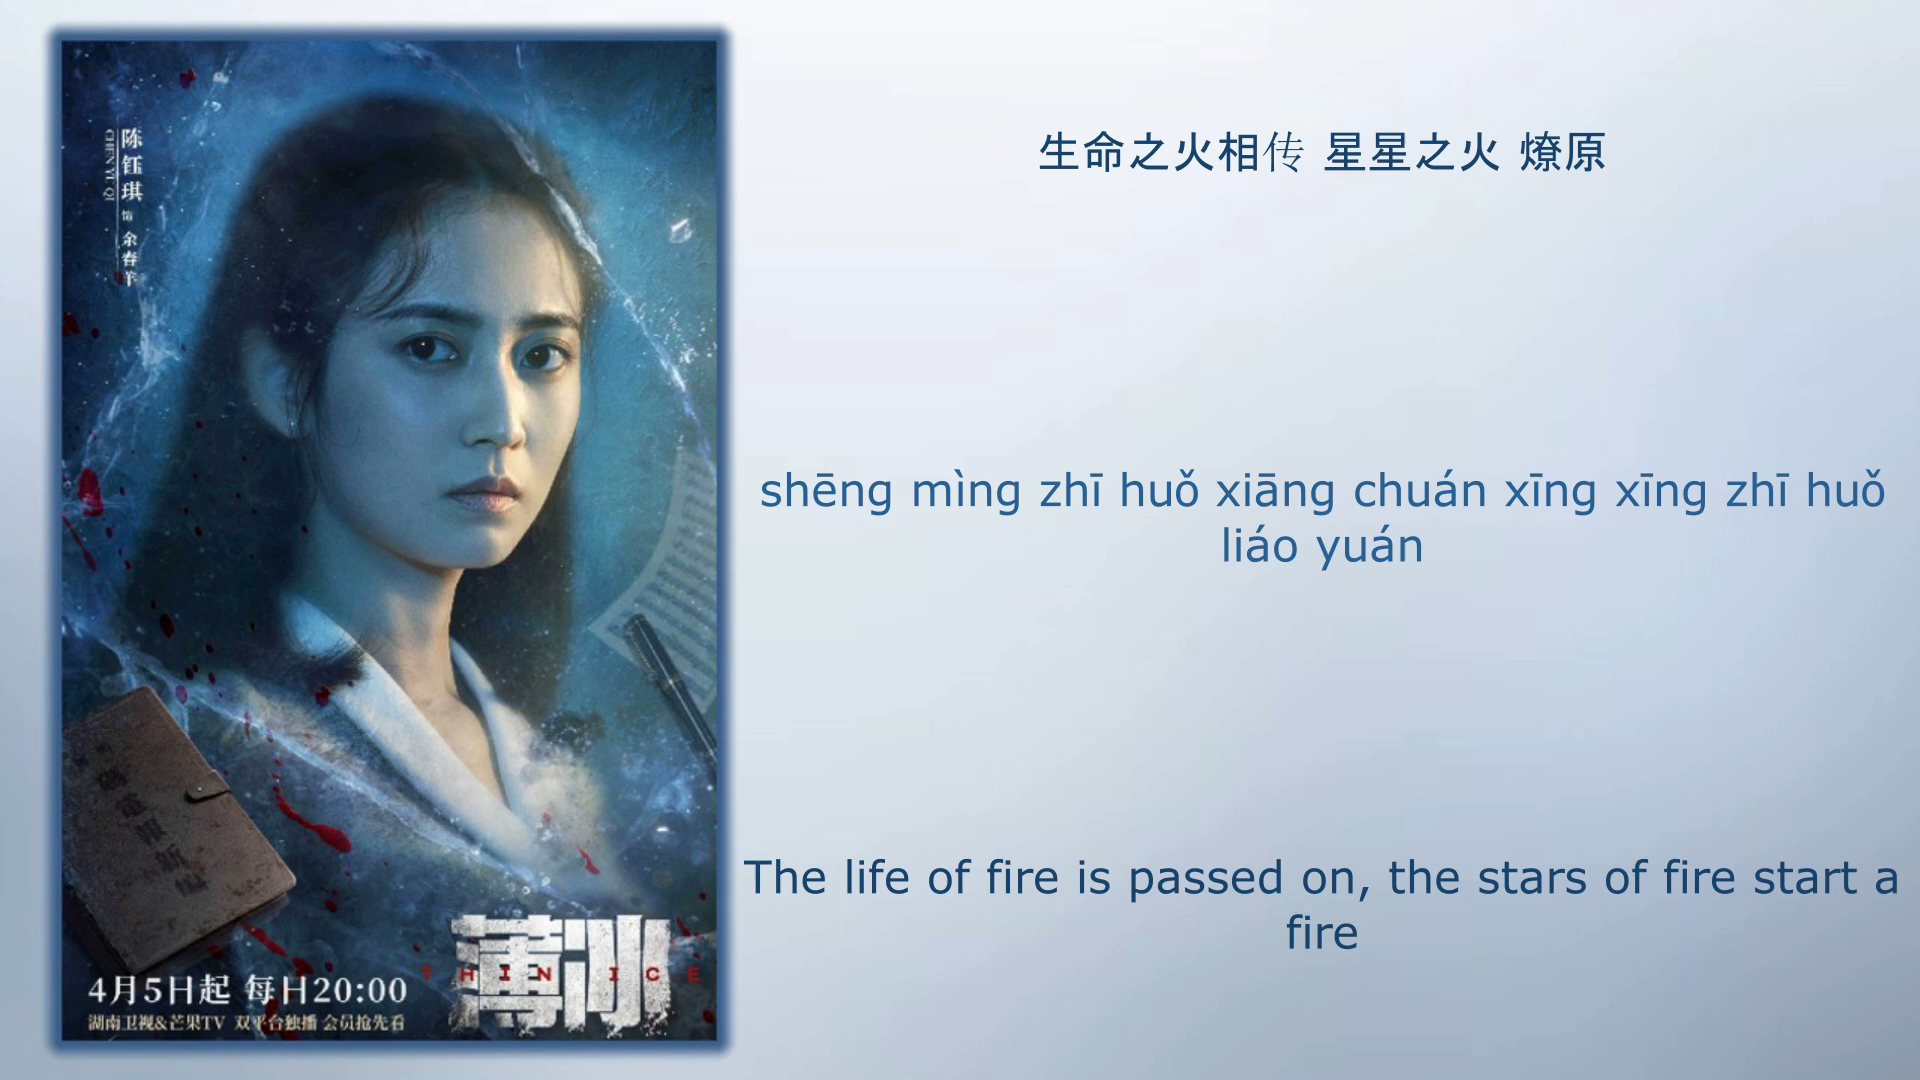 陈钰琪
CHEN YU QI
饰
余春羊
生命之火相传 星星之火 燎原
shēng mìng zhī huǒ xiāng chuán xīng xīng zhī huǒ
liáo yuán
The life of fire is passed on, the stars of fire start a
fire
薄冰
THIN ICE
4月5日起 每日20:00
湖南卫视&芒果TV 双平台独播 会员抢先看